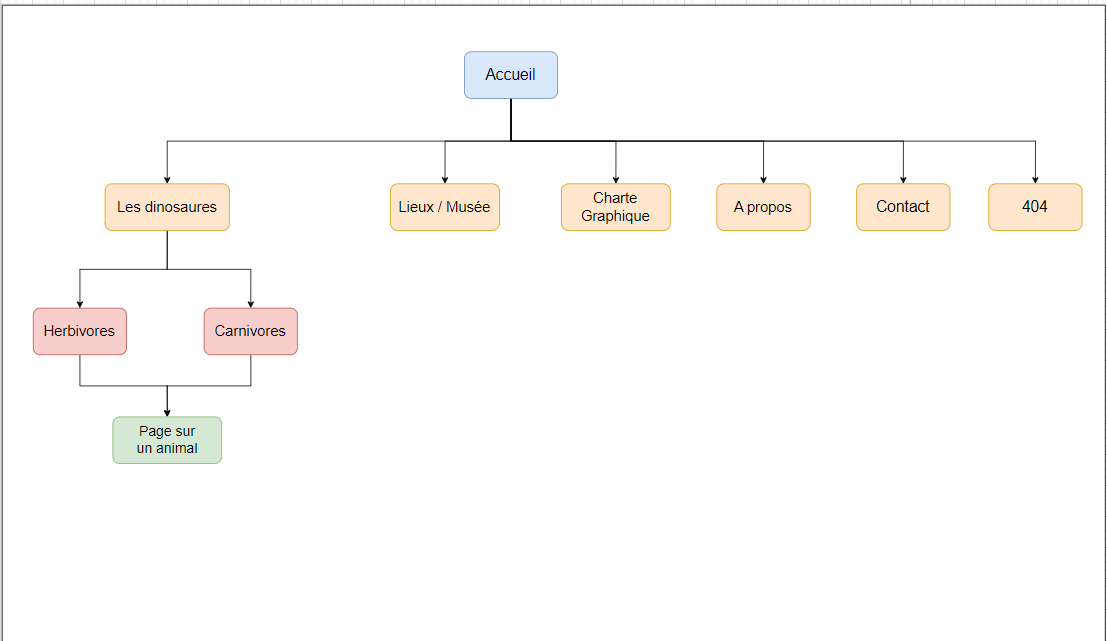 Accueil
Les dinosaures
Lieux / Musée
Charte
Graphique
A propos
Contact
404
Herbivores
Carnivores
Page sur
un animal